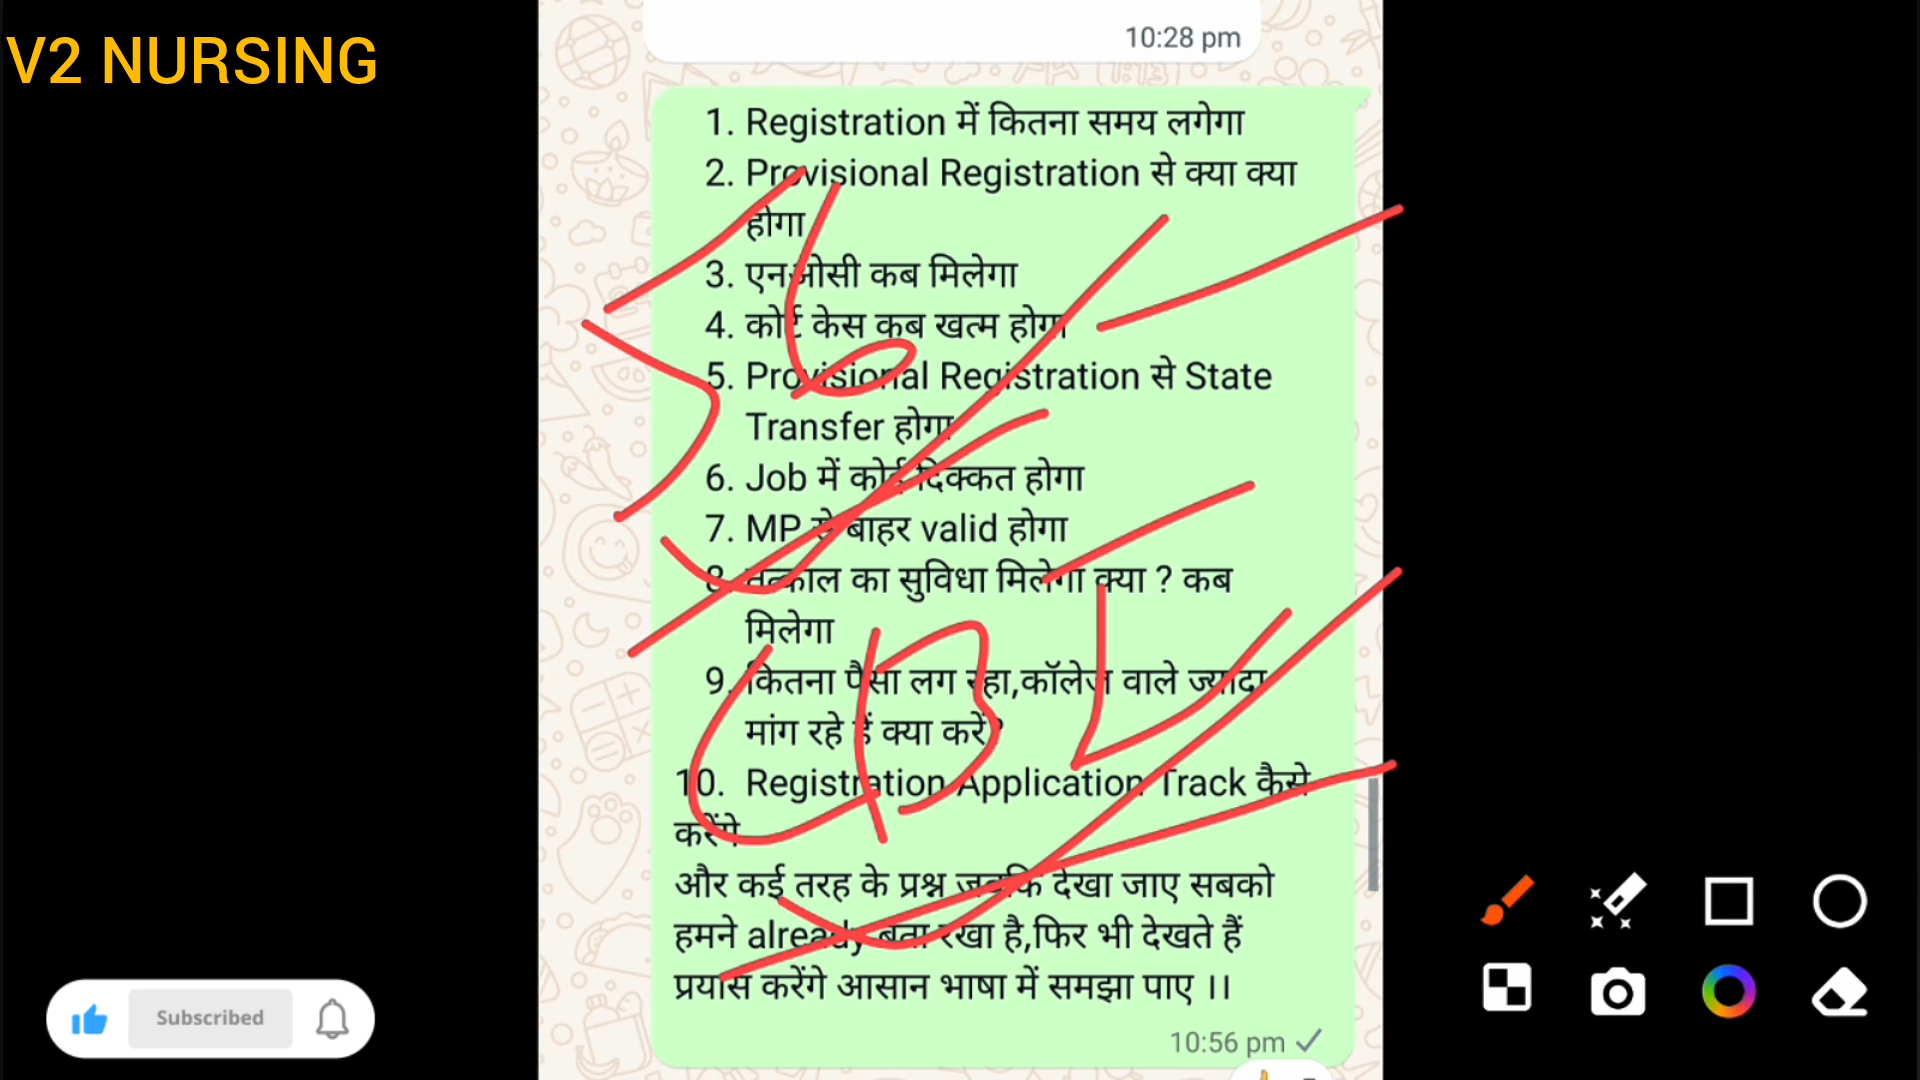 V2 NURSING
10:28 pm
1. Registration में कितना समय लगेगा
2. Provisional Registration से क्या क्या
होगा
3. एनओसी कब मिलेगा
4. कोर्ट केस कब खत्म होगा
5. Provisional Registration से State
Transfer होगा
6. Job में कोई दिक्कत होगा
7. MP से बाहर valid होगा
8. तत्काल का सुविधा मिलेगा क्या ? कब
मिलेगा
9. कितना पैसा लग रहा,कॉलेज वाले ज्यादा
मांग रहे हैं क्या करें?
10. Registration Application Track कैसे
करेंगे
और कई तरह के प्रश्न जबकि देखा जाए सबको
हमने already बता रखा है,फिर भी देखते हैं
प्रयास करेंगे आसान भाषा में समझा पाए ।।
10:56 pm
Subscribed